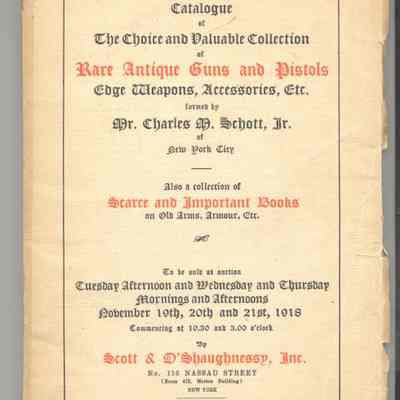 Catalogue
of
The Choice and Valuable Collection
of
Rare Antique Guns and Pistols
Edge Weapons, Accessories, Etc.
formed by
Mr. Charles M. Schott, Jr.
of
New York City
Also a collection of
Scarce and Important Books
on Old Arms, Armour, Etc.
To be sold at auction
Tuesday Afternoon and Wednesday and Thursday
Mornings and Afternoons
November 19th, 20th and 21st, 1918
Commencing at 10.30 and 3.00 o'clock
By
Scott & O'Shaughnessy, Inc.
No. 116 NASSAU STREET
(Room 412, Morton Building)
NEW YORK